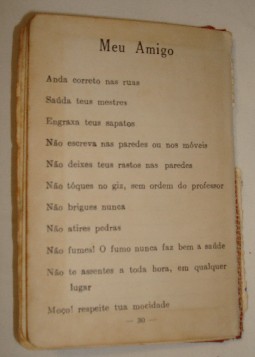 Meu Amigo
Anda correto nas ruas
Saúda teus mestres
Engraxa teus sapatos
Não escreva nas paredes ou nos móveis
Não deixes teus rastos nas paredes
Não tóques no giz, sem ordem do professor
Não brigues nunca
Não atires pedras
Não fumes! O fumo nunca faz bem a saúde
Não te assentes a toda hora, em qualquer
lugar
Moço! respeite tua mocidade
— 30 —